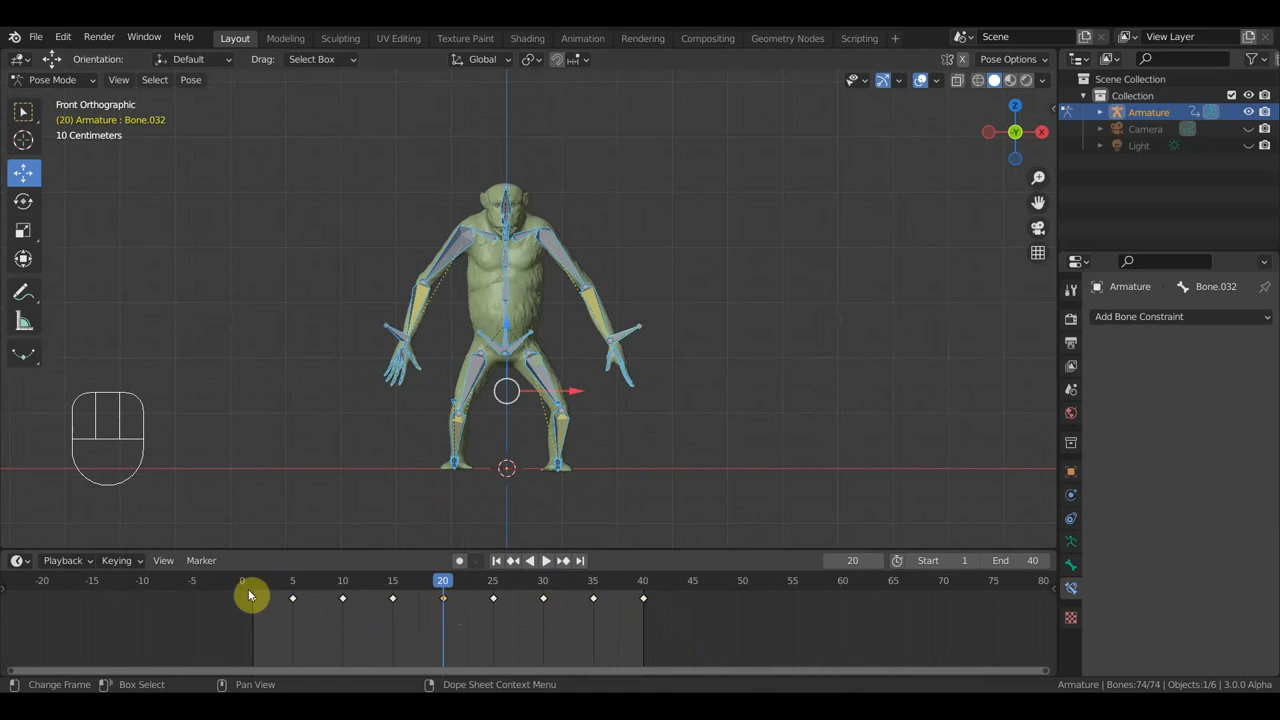 File Edit Render Window Help Layout Modeling Sculpting UV Editing Texture Paint Shading Animation Rendering Compositing Geometry Nodes Scripting + Scene View Layer
Orientation: Default Drag: Select Box Global X Pose Options
Pose Mode View Select Pose
Scene Collection
Collection
Armature
Camera
Light
Front Orthographic
(20) Armature : Bone.032
10 Centimeters
Z
-Y
X
Armature Bone.032
Add Bone Constraint
Playback Keying View Marker 20 Start 1 End 40
-20 -15 -10 -5 0 5 10 15 20 25 30 35 40 45 50 55 60 65 70 75 80
Change Frame Box Select Pan View Dope Sheet Context Menu Armature | Bones:74/74 | Objects:1/6 | 3.0.0 Alpha